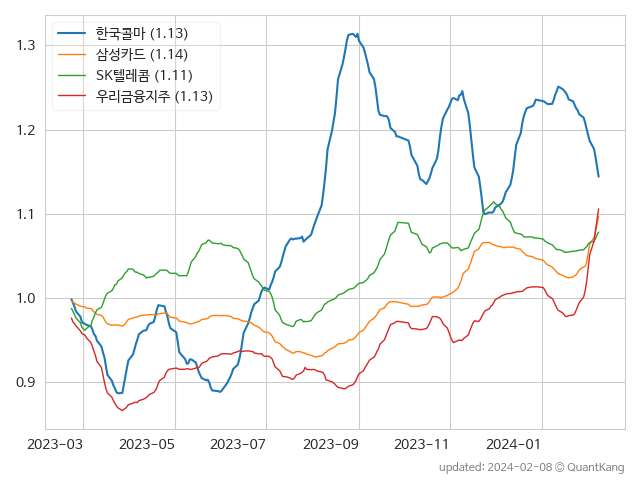 한국콜마 (1.13)
삼성카드 (1.14)
SK텔레콤 (1.11)
우리금융지주 (1.13)
1.3
1.2
1.1
1.0
0.9
2023-03 2023-05 2023-07 2023-09 2023-11 2024-01
updated: 2024-02-08 © QuantKang